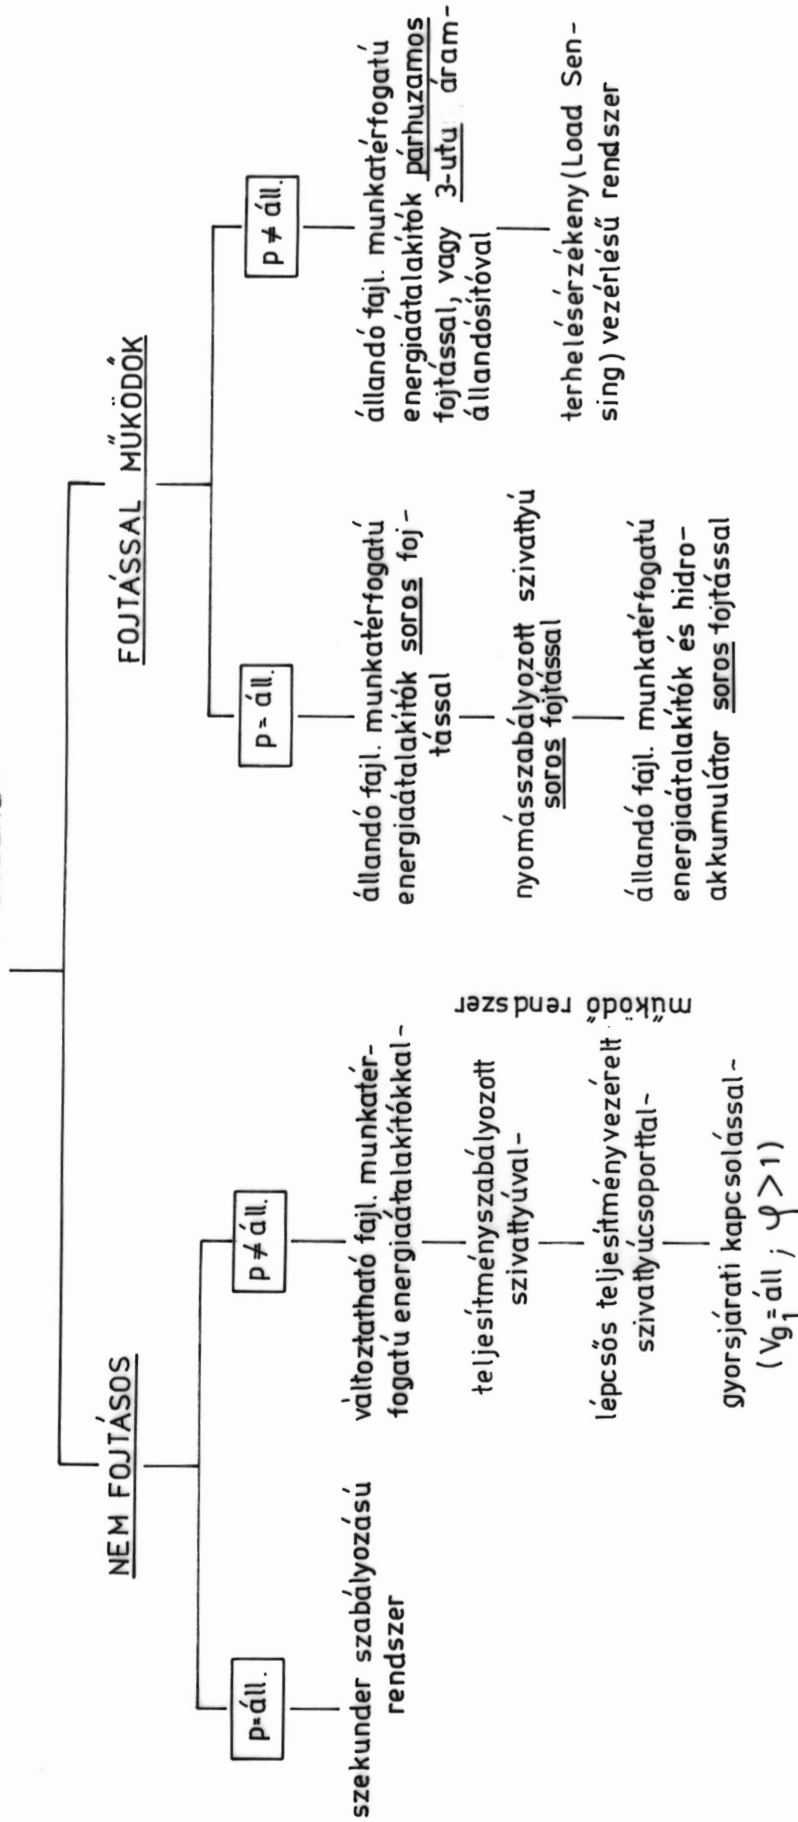 NEM FOJTÁSOS
p=áll.
szekunder szabályozású
rendszer
p ≠ áll.
változtatható fajl. munkatér-
fogatú energiaátalakítókkal-
teljesítményszabályozott
szivattyúval-
lépcsős teljesítményvezérelt
szivattyúcsoporttal-
gyorsjárati kapcsolással-
(Vg1=áll ; φ>1)
működő rendszer
FOJTÁSSAL MŰKÖDŐK
p= áll.
állandó fajl. munkatérfogatú
energiaátalakítók soros foj-
tással
nyomásszabályozott szivattyú
soros fojtással
állandó fajl. munkatérfogatú
energiaátalakítók és hidro-
akkumulátor soros fojtással
p ≠ áll.
állandó fajl. munkatérfogatú
energiaátalakítók párhuzamos
fojtással, vagy 3-utu áram-
állandósítóval
terhelésérzékeny(Load Sen-
sing) vezérlésű rendszer